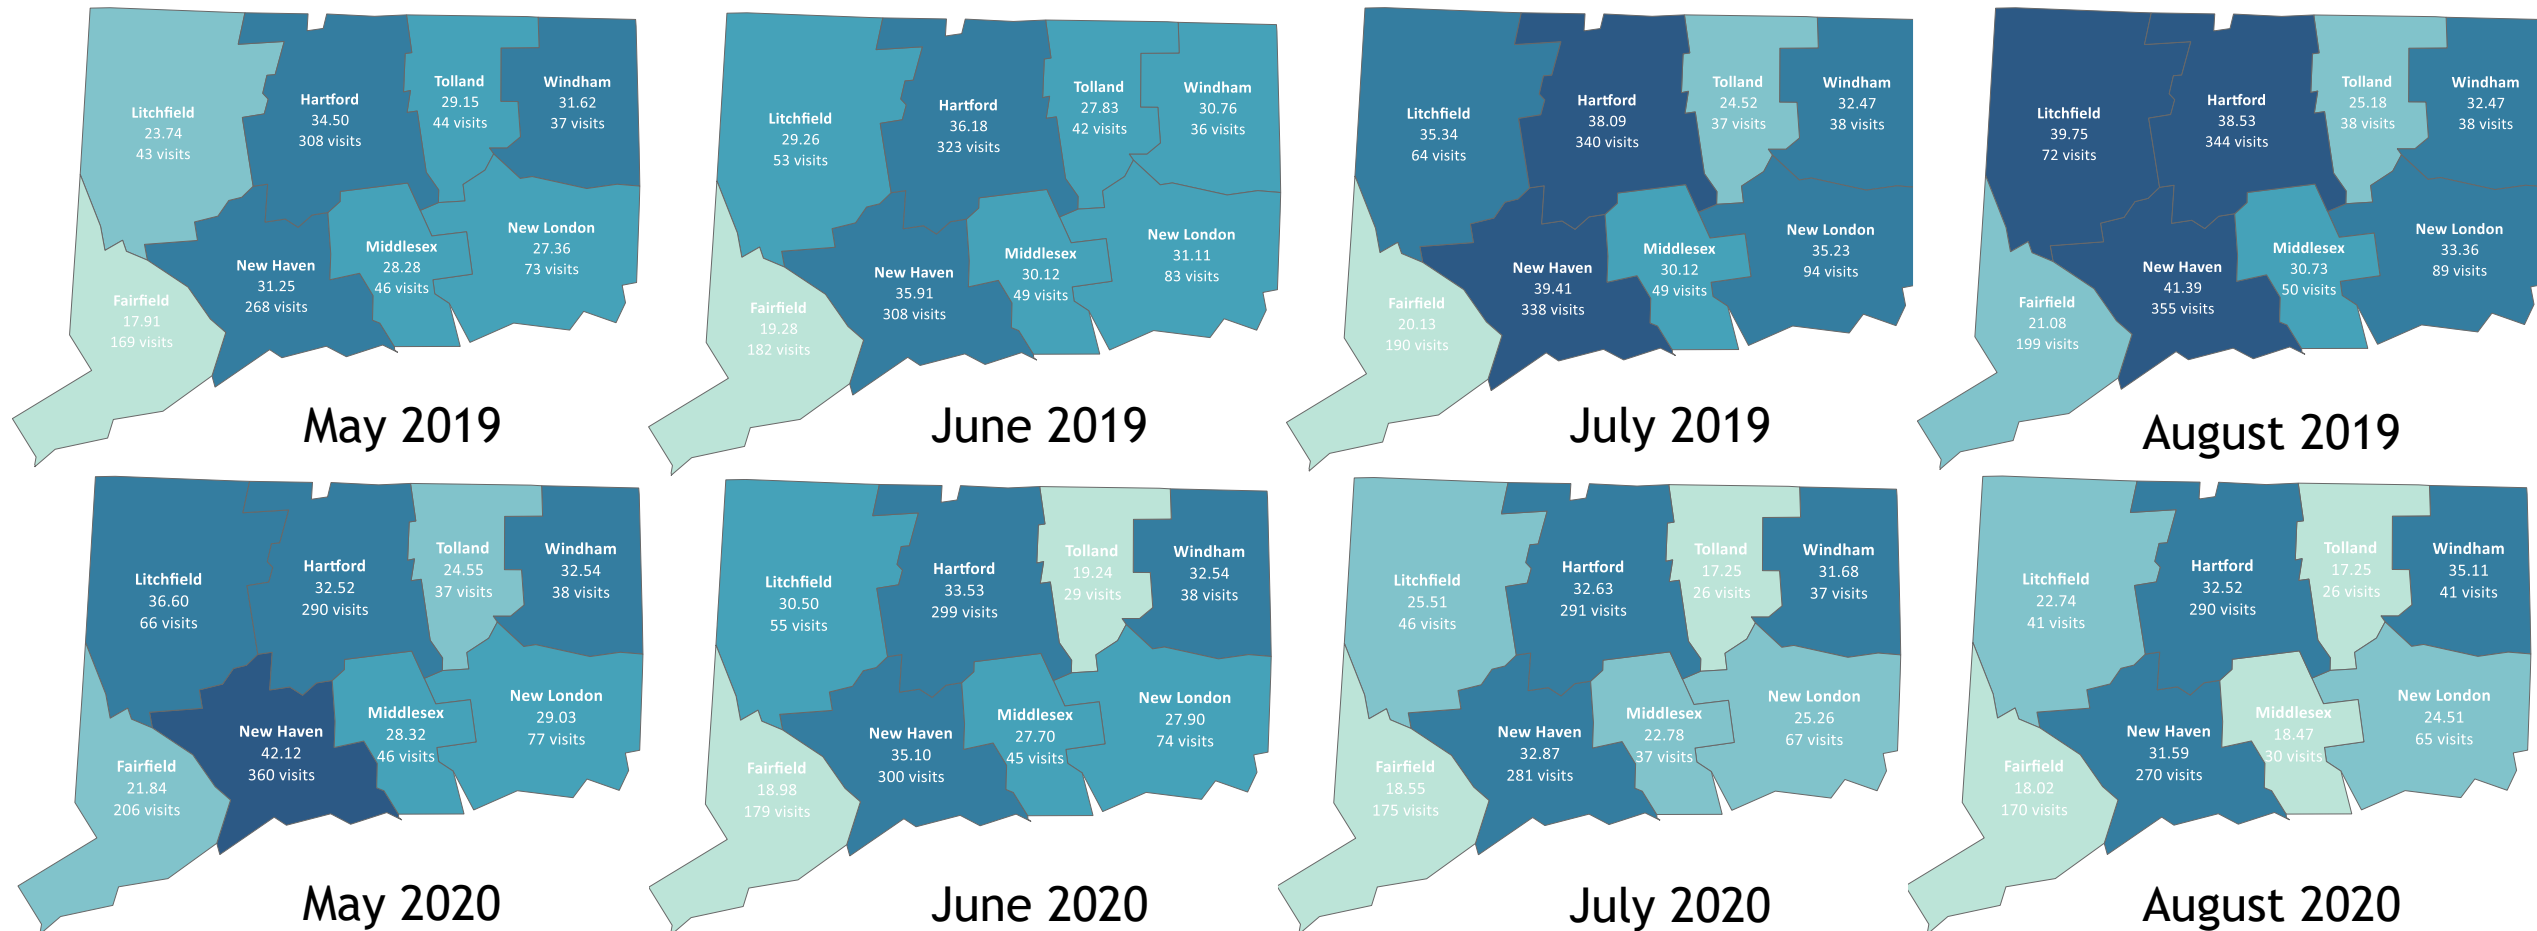 Litchfield
23.74
43 visits
Hartford
34.50
308 visits
Tolland
29.15
44 visits
Windham
31.62
37 visits
Fairfield
17.91
169 visits
New Haven
31.25
268 visits
Middlesex
28.28
46 visits
New London
27.36
73 visits
May 2019
Litchfield
29.26
53 visits
Hartford
36.18
323 visits
Tolland
27.83
42 visits
Windham
30.76
36 visits
Fairfield
19.28
182 visits
New Haven
35.91
308 visits
Middlesex
30.12
49 visits
New London
31.11
83 visits
June 2019
Litchfield
35.34
64 visits
Hartford
38.09
340 visits
Tolland
24.52
37 visits
Windham
32.47
38 visits
Fairfield
20.13
190 visits
New Haven
39.41
338 visits
Middlesex
30.12
49 visits
New London
35.23
94 visits
July 2019
Litchfield
39.75
72 visits
Hartford
38.53
344 visits
Tolland
25.18
38 visits
Windham
32.47
38 visits
Fairfield
21.08
199 visits
New Haven
41.39
355 visits
Middlesex
30.73
50 visits
New London
33.36
89 visits
August 2019
Litchfield
36.60
66 visits
Hartford
32.52
290 visits
Tolland
24.55
37 visits
Windham
32.54
38 visits
Fairfield
21.84
206 visits
New Haven
42.12
360 visits
Middlesex
28.32
46 visits
New London
29.03
77 visits
May 2020
Litchfield
30.50
55 visits
Hartford
33.53
299 visits
Tolland
19.24
29 visits
Windham
32.54
38 visits
Fairfield
18.98
179 visits
New Haven
35.10
300 visits
Middlesex
27.70
45 visits
New London
27.90
74 visits
June 2020
Litchfield
25.51
46 visits
Hartford
32.63
291 visits
Tolland
17.25
26 visits
Windham
31.68
37 visits
Fairfield
18.55
175 visits
New Haven
32.87
281 visits
Middlesex
22.78
37 visits
New London
25.26
67 visits
July 2020
Litchfield
22.74
41 visits
Hartford
32.52
290 visits
Tolland
17.25
26 visits
Windham
35.11
41 visits
Fairfield
18.02
170 visits
New Haven
31.59
270 visits
Middlesex
18.47
30 visits
New London
24.51
65 visits
August 2020